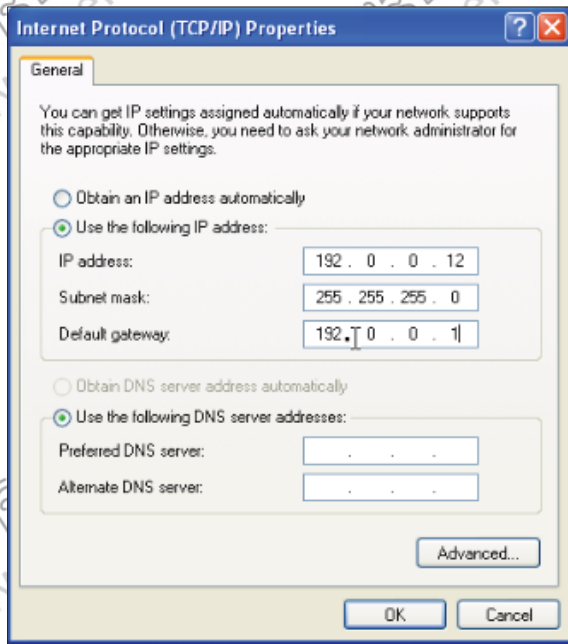 Internet Protocol (TCP/IP) Properties
General
You can get IP settings assigned automatically if your network supports
this capability. Otherwise, you need to ask your network administrator for
the appropriate IP settings.
Obtain an IP address automatically
Use the following IP address:
IP address: 192 . 0 . 0 . 12
Subnet mask: 255 . 255 . 255 . 0
Default gateway: 192 . 0 . 0 . 1
Obtain DNS server address automatically
Use the following DNS server addresses:
Preferred DNS server: . . .
Alternate DNS server: . . .
Advanced...
OK Cancel